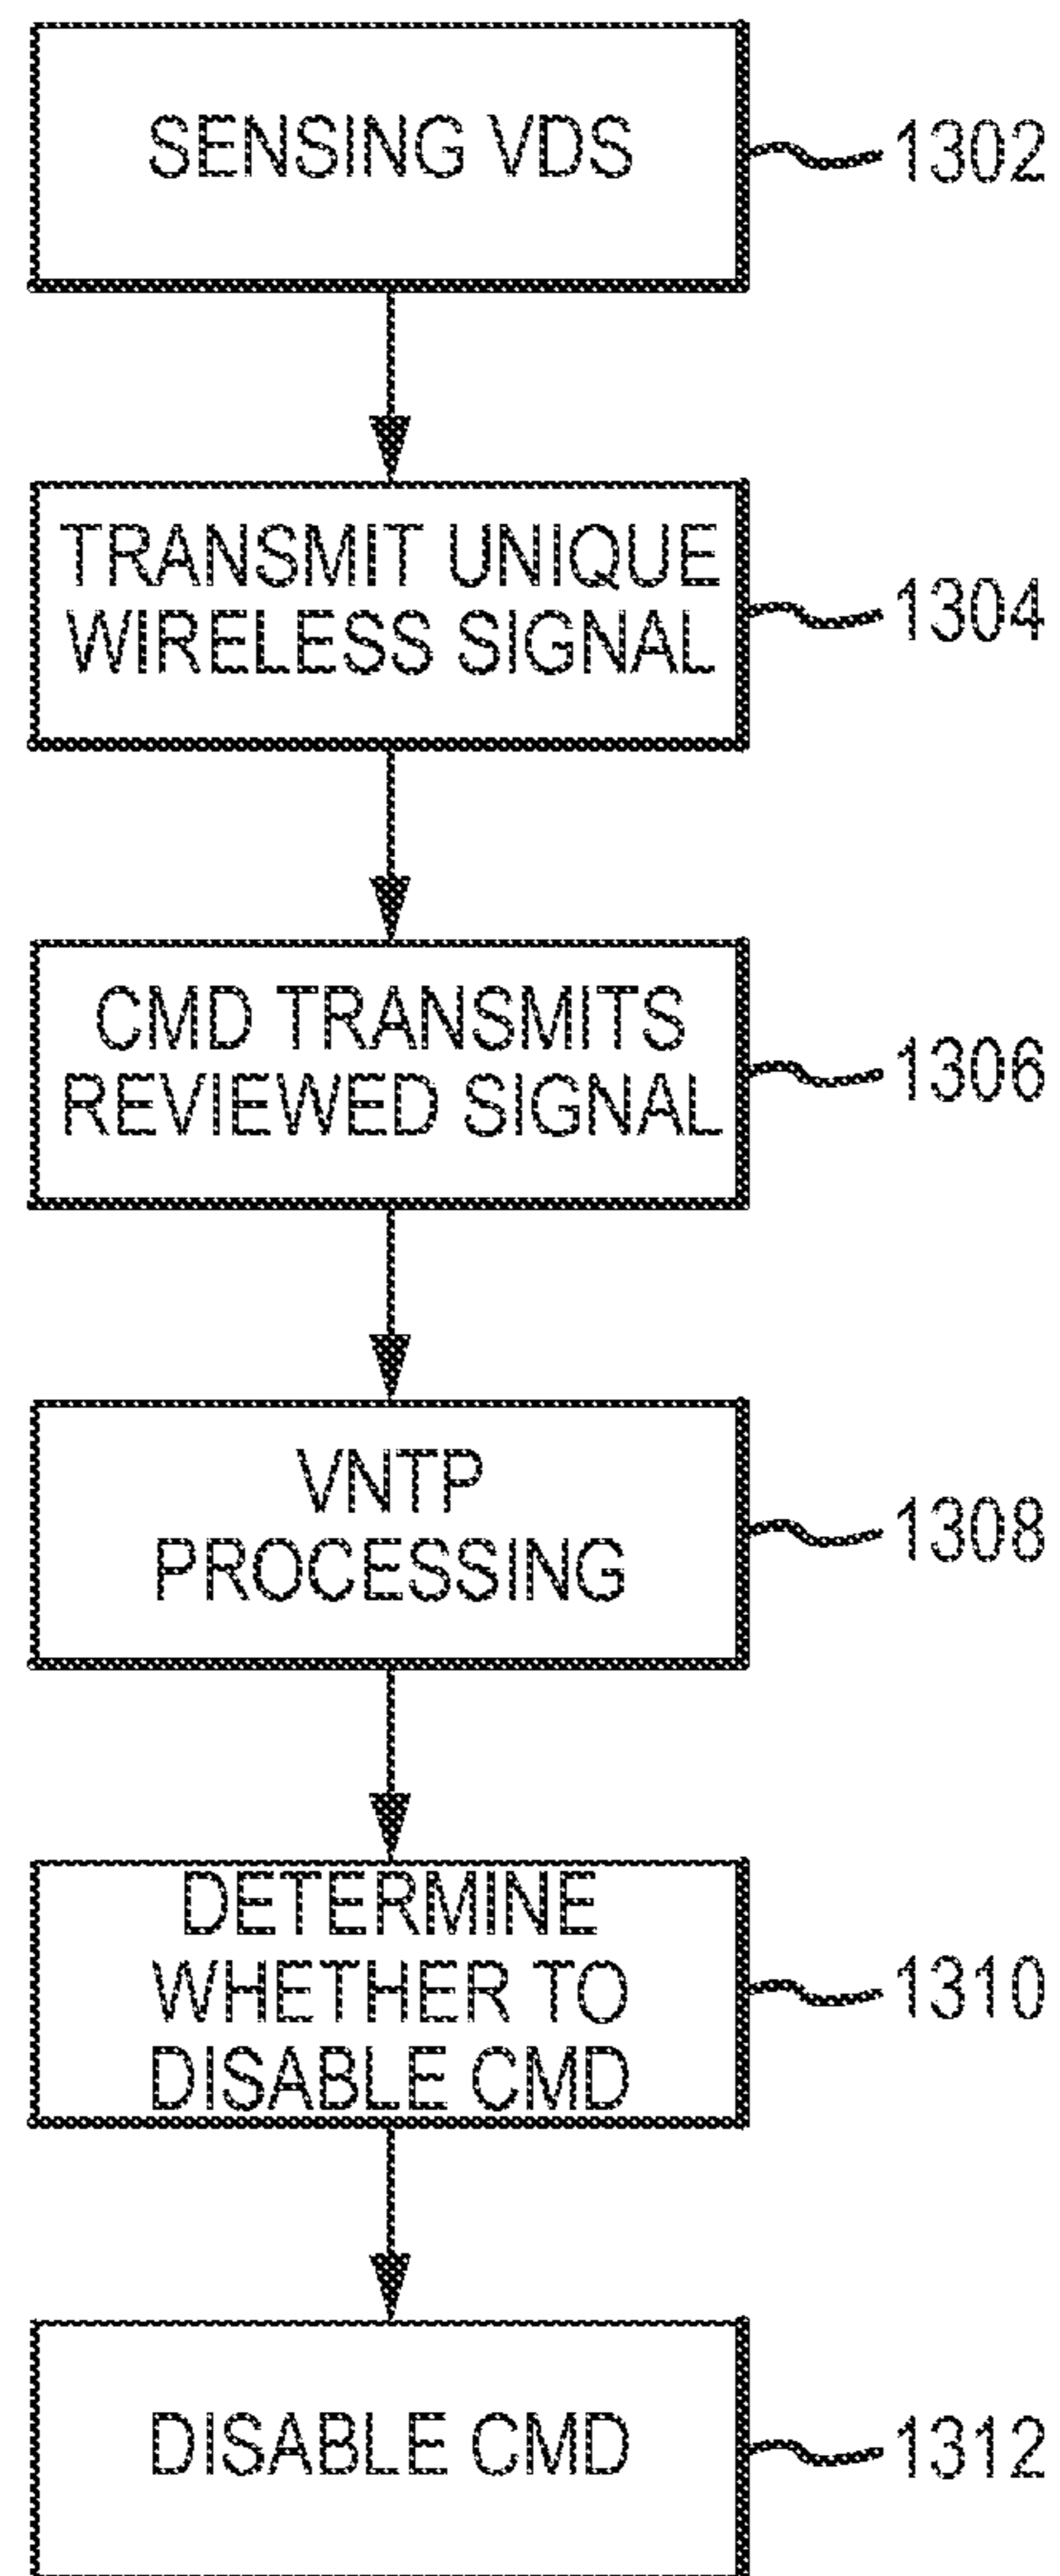 SENSING VDS
1302
TRANSMIT UNIQUE
WIRELESS SIGNAL
1304
CMD TRANSMITS
REVIEWED SIGNAL
1306
VNTP
PROCESSING
1308
DETERMINE
WHETHER TO
DISABLE CMD
1310
DISABLE CMD
1312